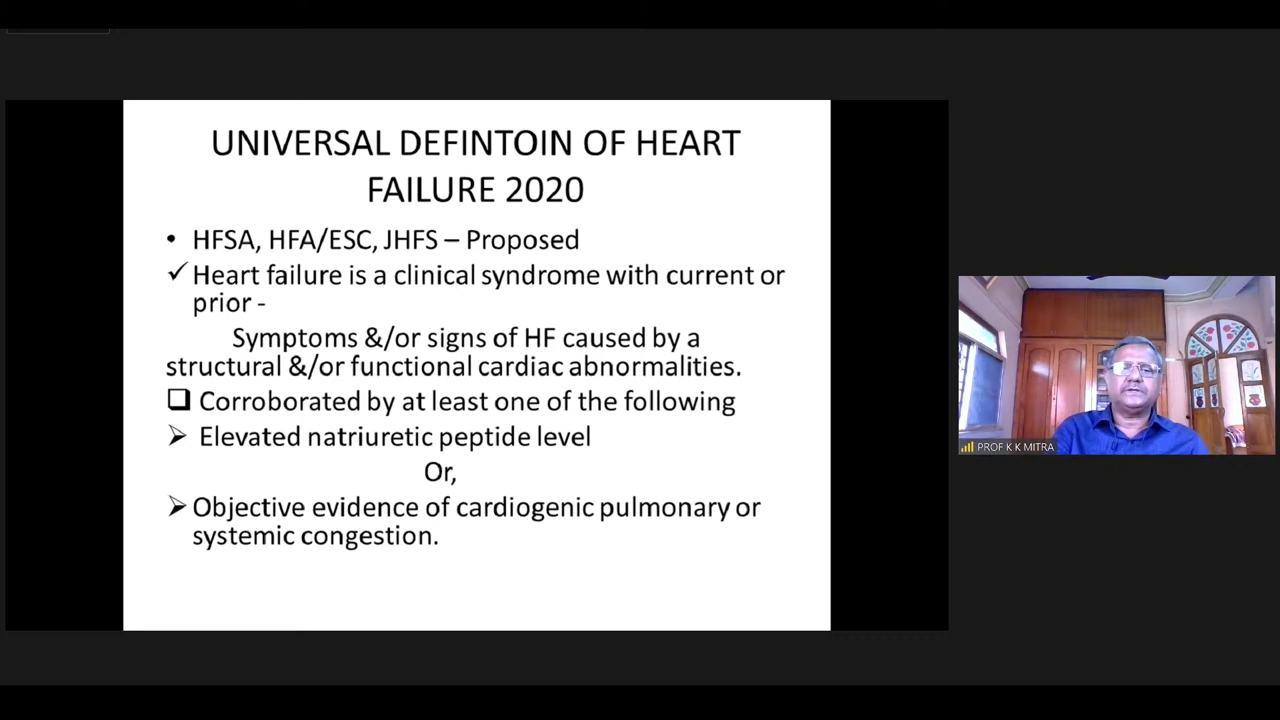 UNIVERSAL DEFINTOIN OF HEART
FAILURE 2020
• HFSA, HFA/ESC, JHFS – Proposed
✓ Heart failure is a clinical syndrome with current or
prior -
Symptoms &/or signs of HF caused by a
structural &/or functional cardiac abnormalities.
❑ Corroborated by at least one of the following
➢ Elevated natriuretic peptide level
Or,
➢ Objective evidence of cardiogenic pulmonary or
systemic congestion.
PROF K K MITRA